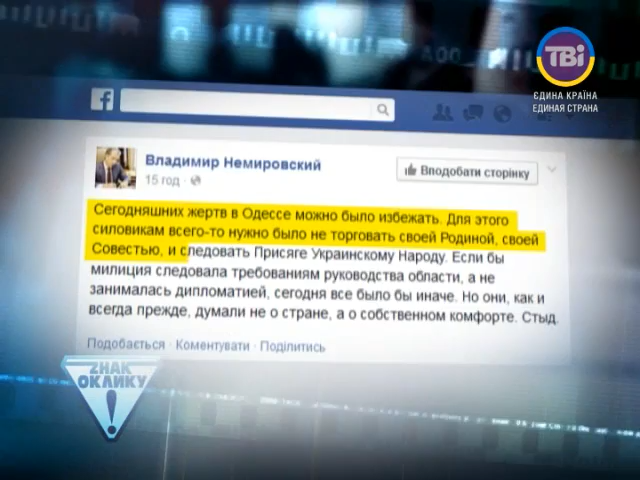 ТВі
ЄДИНА КРАЇНА
ЕДИНАЯ СТРАНА
f
Владимир Немировский
15 год ·
Вподобати сторінку
Сегодняшних жертв в Одессе можно было избежать. Для этого
силовикам всего-то нужно было не торговать своей Родиной, своей
Совестью, и следовать Присяге Украинскому Народу. Если бы
милиция следовала требованиям руководства области, а не
занималась дипломатией, сегодня все было бы иначе. Но они, как и
всегда прежде, думали не о стране, а о собственном комфорте. Стыд.
Подобається · Коментувати · Поділитись
ЗНАК
ОКЛИКУ